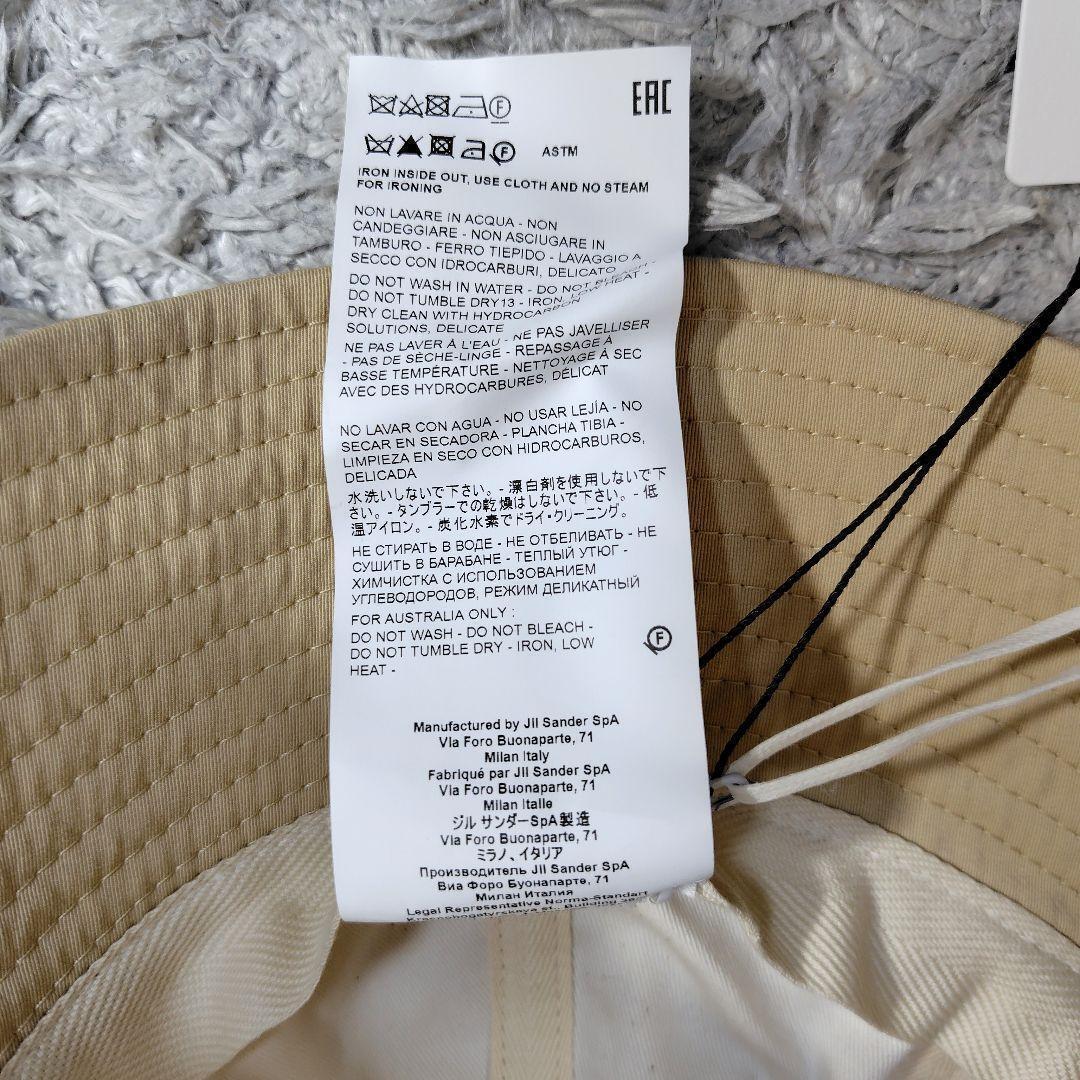 EAC
F
F
ASTM
IRON INSIDE OUT, USE CLOTH AND NO STEAM
FOR IRONING
NON LAVARE IN ACQUA - NON
CANDEGGIARE - NON ASCIUGARE IN
TAMBURO - FERRO TIEPIDO - LAVAGGIO A
SECCO CON IDROCARBURI, DELICATO
DO NOT WASH IN WATER - DO NOT BLEACH -
DO NOT TUMBLE DRY13 - IRON, LOW HEAT -
DRY CLEAN WITH HYDROCARBON
SOLUTIONS, DELICATE
NE PAS LAVER À L'EAU - NE PAS JAVELLISER
- PAS DE SÈCHE-LINGE - REPASSAGE À
BASSE TEMPÉRATURE - NETTOYAGE À SEC
AVEC DES HYDROCARBURES, DÉLICAT
NO LAVAR CON AGUA - NO USAR LEJÍA - NO
SECAR EN SECADORA - PLANCHA TIBIA -
LIMPIEZA EN SECO CON HIDROCARBUROS,
DELICADA
水洗いしないで下さい。- 漂白剤を使用しないで下
さい。- タンブラーでの乾燥はしないで下さい。- 低
温アイロン。- 炭化水素でドライ・クリーニング。
НЕ СТИРАТЬ В ВОДЕ - НЕ ОТБЕЛИВАТЬ - НЕ
СУШИТЬ В БАРАБАНЕ - ТЕПЛЫЙ УТЮГ -
ХИМЧИСТКА С ИСПОЛЬЗОВАНИЕМ
УГЛЕВОДОРОДОВ, РЕЖИМ ДЕЛИКАТНЫЙ
FOR AUSTRALIA ONLY :
DO NOT WASH - DO NOT BLEACH -
DO NOT TUMBLE DRY - IRON, LOW
HEAT -
F
Manufactured by Jil Sander SpA
Via Foro Buonaparte, 71
Milan Italy
Fabriqué par Jil Sander SpA
Via Foro Buonaparte, 71
Milan Italie
ジル サンダーSpA製造
Via Foro Buonaparte, 71
ミラノ、イタリア
Производитель Jil Sander SpA
Виа Форо Буонапарте, 71
Милан Италия
Legal Representative Norma-Standart
Krasnobogatyrskaya st., Building